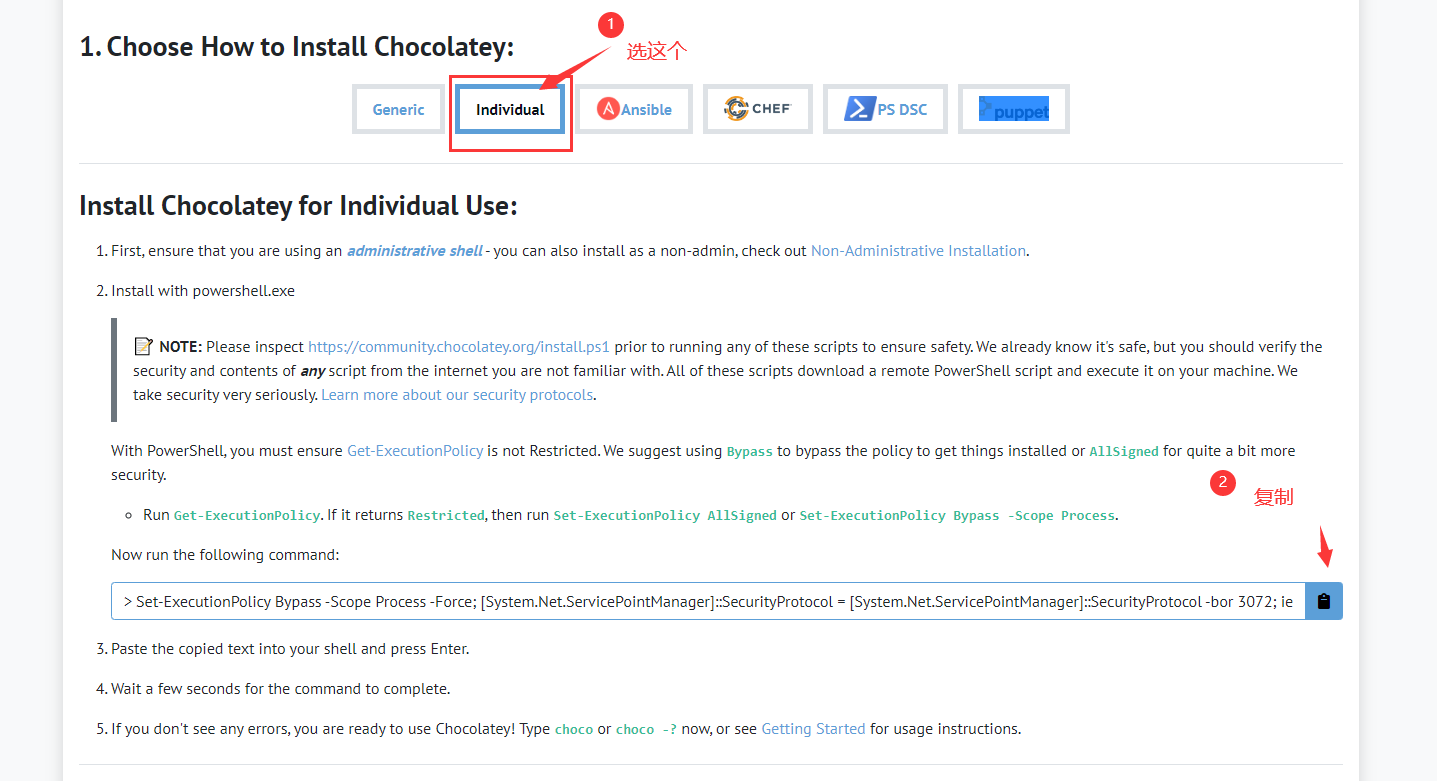 1
1. Choose How to Install Chocolatey:
选这个
Generic
Individual
A Ansible
CHEF
PS DSC
puppet
Install Chocolatey for Individual Use:
1. First, ensure that you are using an administrative shell - you can also install as a non-admin, check out Non-Administrative Installation.
2. Install with powershell.exe
NOTE: Please inspect https://community.chocolatey.org/install.ps1 prior to running any of these scripts to ensure safety. We already know it's safe, but you should verify the
security and contents of any script from the internet you are not familiar with. All of these scripts download a remote PowerShell script and execute it on your machine. We
take security very seriously. Learn more about our security protocols.
With PowerShell, you must ensure Get-ExecutionPolicy is not Restricted. We suggest using Bypass to bypass the policy to get things installed or AllSigned for quite a bit more
security.
2
复制
Run Get-ExecutionPolicy. If it returns Restricted, then run Set-ExecutionPolicy AllSigned or Set-ExecutionPolicy Bypass -Scope Process.
Now run the following command:
> Set-ExecutionPolicy Bypass -Scope Process -Force; [System.Net.ServicePointManager]::SecurityProtocol = [System.Net.ServicePointManager]::SecurityProtocol -bor 3072; ie
3. Paste the copied text into your shell and press Enter.
4. Wait a few seconds for the command to complete.
5. If you don't see any errors, you are ready to use Chocolatey! Type choco or choco -? now, or see Getting Started for usage instructions.